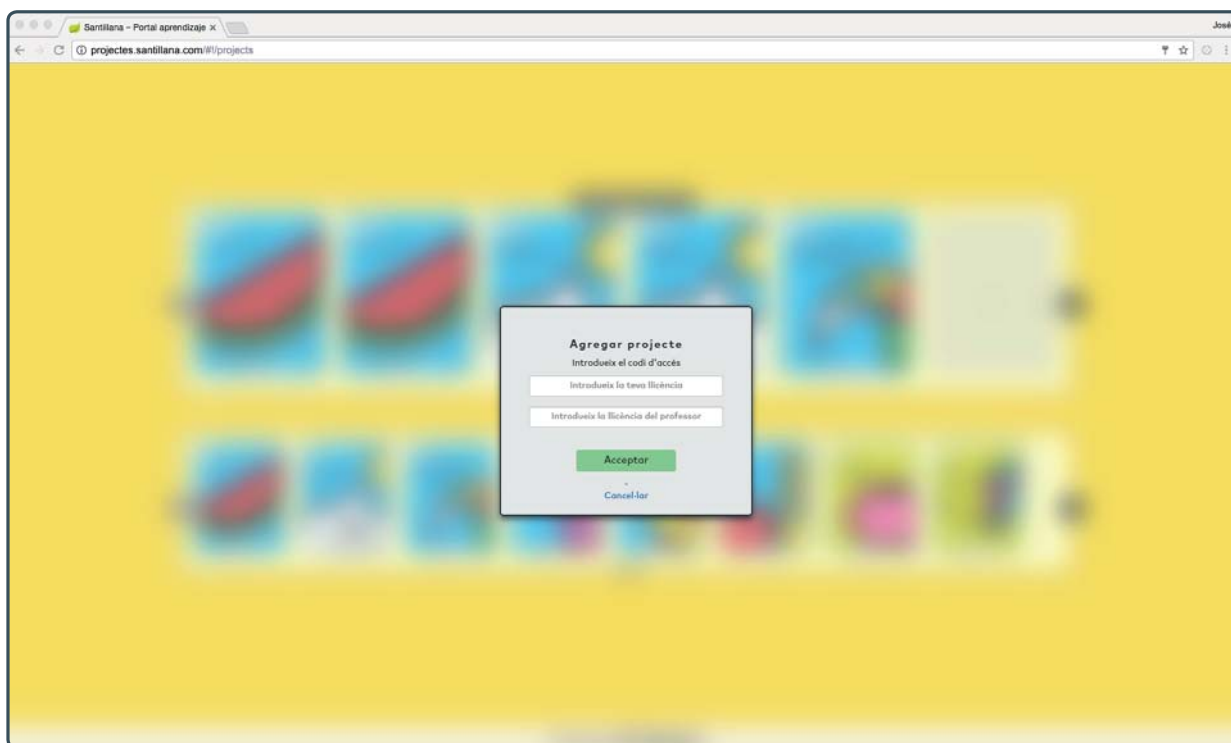 Santillana – Portal aprendizaje ×
José
projectes.santillana.com/#!/projects
Agregar projecte
Introdueix el codi d'accés
Introdueix la teva llicència
Introdueix la llicència del professor
Acceptar
Cancel·lar